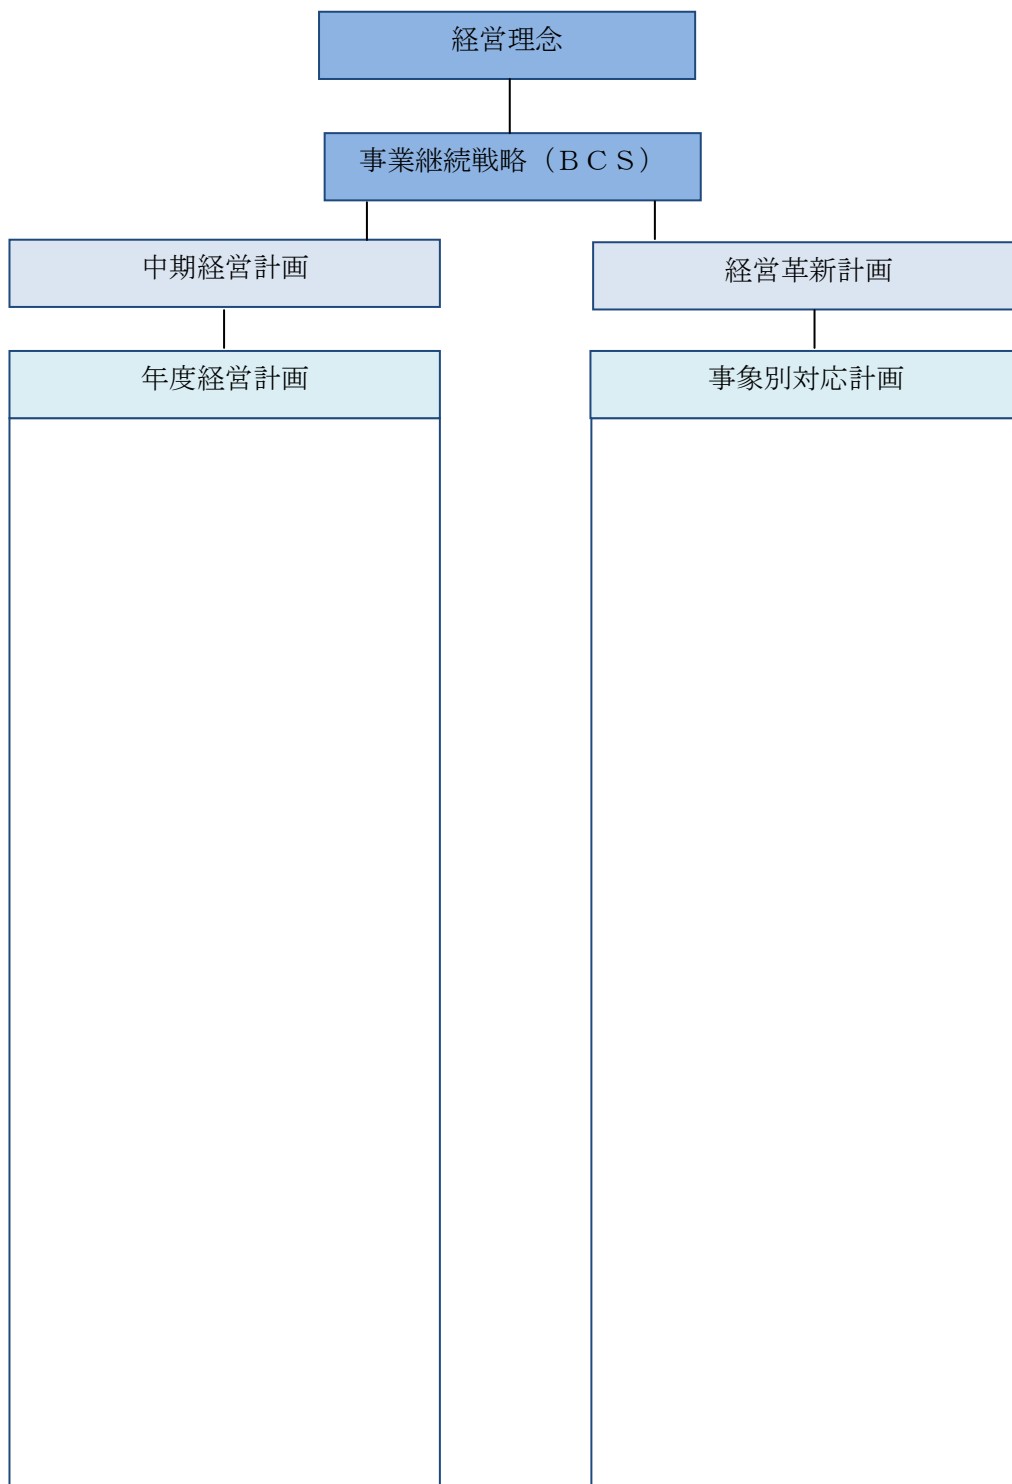 経営理念
事業継続戦略（ＢＣＳ）
中期経営計画
経営革新計画
年度経営計画
事象別対応計画